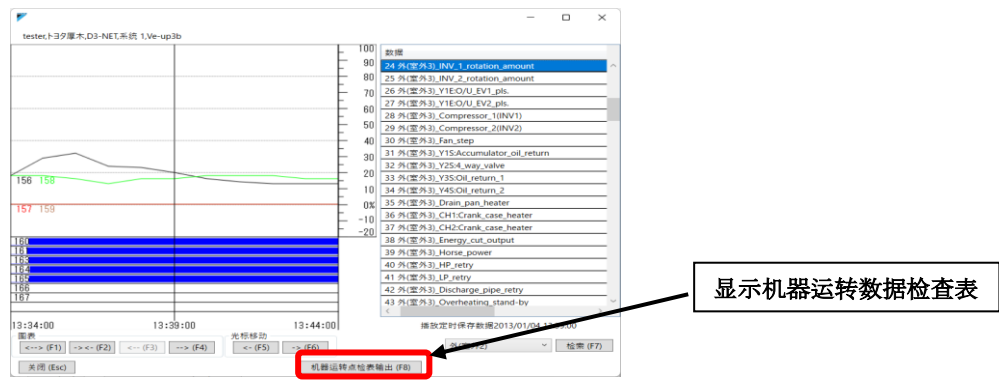 tester,トヨタ厚木,D3-NET,系统 1,Ve-up3b
100
90
80
70
60
50
40
30
20
10
0%
-10
-20
156 158
157 159
160
161
163
164
165
166
167
13:34:00 13:39:00 13:44:00
数据
24 外(室外3)_INV_1_rotation_amount
25 外(室外3)_INV_2_rotation_amount
26 外(室外3)_Y1E:O/U_EV1_pls.
27 外(室外3)_Y1E:O/U_EV2_pls.
28 外(室外3)_Compressor_1(INV1)
29 外(室外3)_Compressor_2(INV2)
30 外(室外3)_Fan_step
31 外(室外3)_Y1S:Accumulator_oil_return
32 外(室外3)_Y2S:4_way_valve
33 外(室外3)_Y3S:Oil_return_1
34 外(室外3)_Y4S:Oil_return_2
35 外(室外3)_Drain_pan_heater
36 外(室外3)_CH1:Crank_case_heater
37 外(室外3)_CH2:Crank_case_heater
38 外(室外3)_Energy_cut_output
39 外(室外3)_Horse_power
40 外(室外3)_HP_retry
41 外(室外3)_LP_retry
42 外(室外3)_Discharge_pipe_retry
43 外(室外3)_Overheating_stand-by
播放定时保存数据2013/01/04
图表 光标移动
<--> (F1) -><- (F2) <-- (F3) --> (F4) <- (F5) -> (F6) 检索 (F7)
关闭 (Esc) 机器运转点检表输出 (F8)
显示机器运转数据检查表